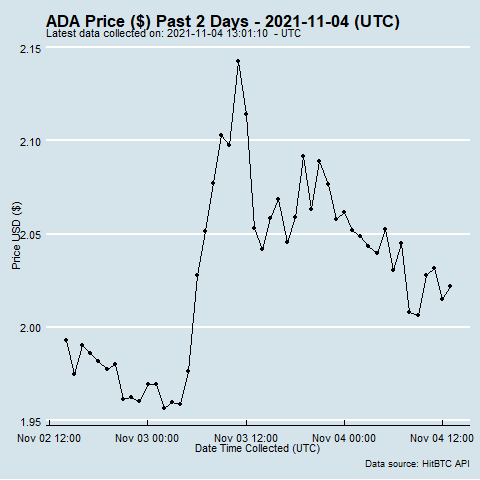 ADA Price ($) Past 2 Days - 2021-11-04 (UTC)
Latest data collected on: 2021-11-04 13:01:10  - UTC
2.15
2.10
2.05
2.00
1.95
Price USD ($)
Nov 02 12:00 Nov 03 00:00 Nov 03 12:00 Nov 04 00:00 Nov 04 12:00
Date Time Collected (UTC)
Data source: HitBTC API